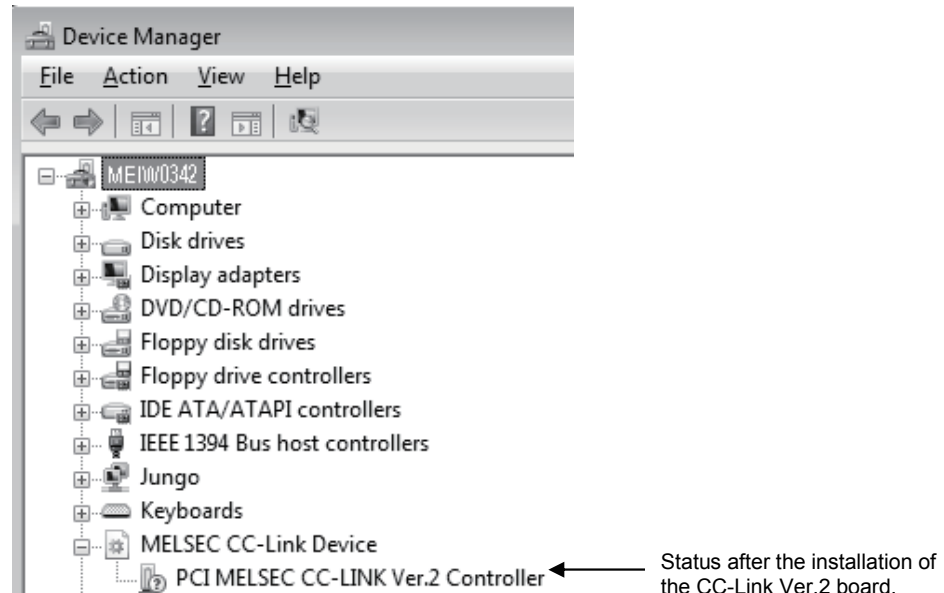 Device Manager
File Action View Help
MEIW0342
Computer
Disk drives
Display adapters
DVD/CD-ROM drives
Floppy disk drives
Floppy drive controllers
IDE ATA/ATAPI controllers
IEEE 1394 Bus host controllers
Jungo
Keyboards
MELSEC CC-Link Device
PCI MELSEC CC-LINK Ver.2 Controller
Status after the installation of
the CC-Link Ver.2 board.